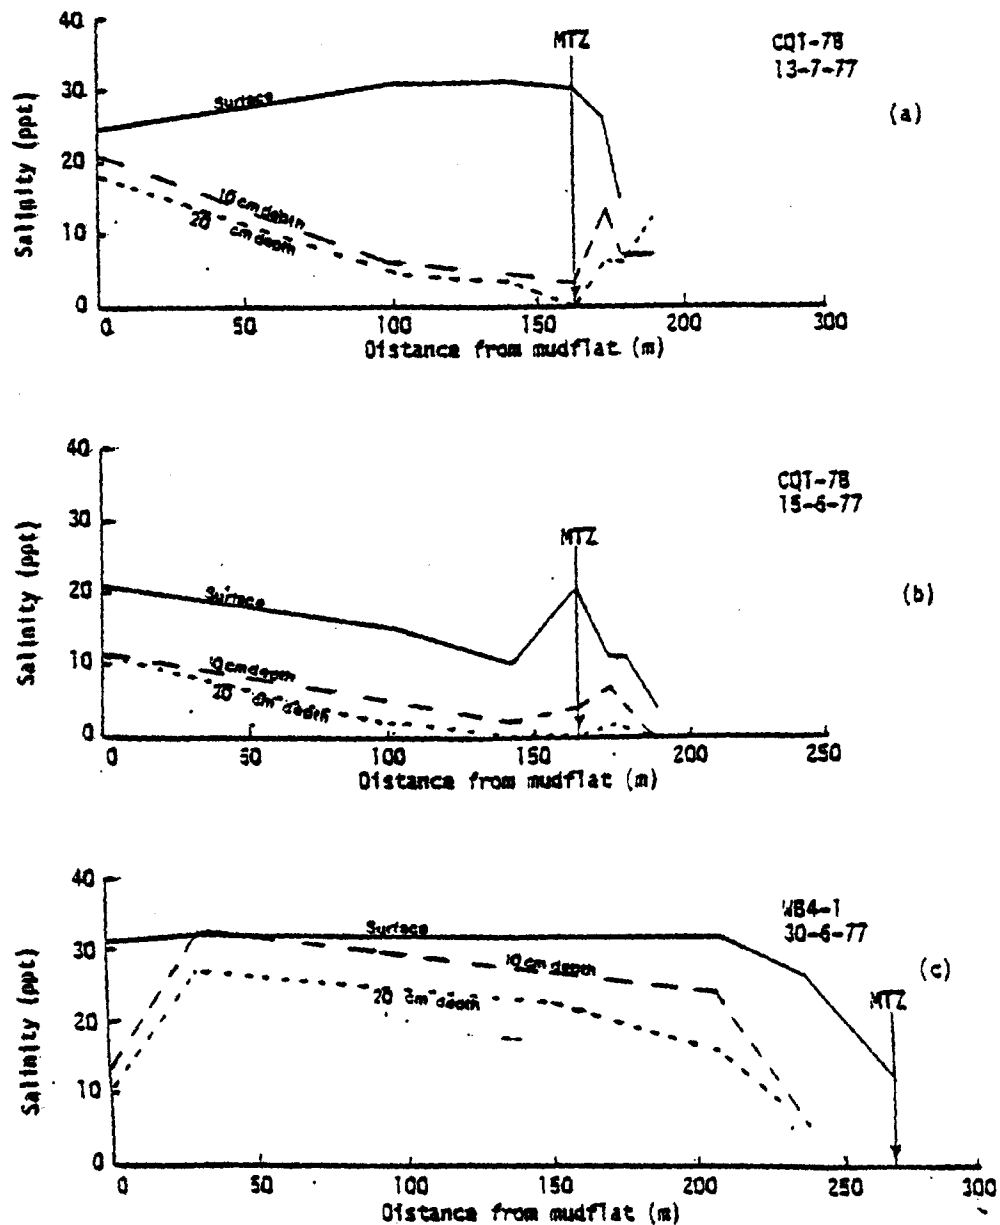 40
30
20
10
0
Salinity (ppt)
MTZ
CQT-78
13-7-77
(a)
Surface
10 cm depth
20 cm depth
0 50 100 150 200 300
Distance from mudflat (m)
40
30
20
10
0
Salinity (ppt)
MTZ
CQT-78
15-6-77
(b)
Surface
10 cm depth
20 cm depth
0 50 100 150 200 250
Distance from mudflat (m)
40
30
20
10
0
Salinity (ppt)
MTZ
WB4-1
30-6-77
(c)
Surface
10 cm depth
20 cm depth
0 50 100 150 200 250 300
Distance from mudflat (m)